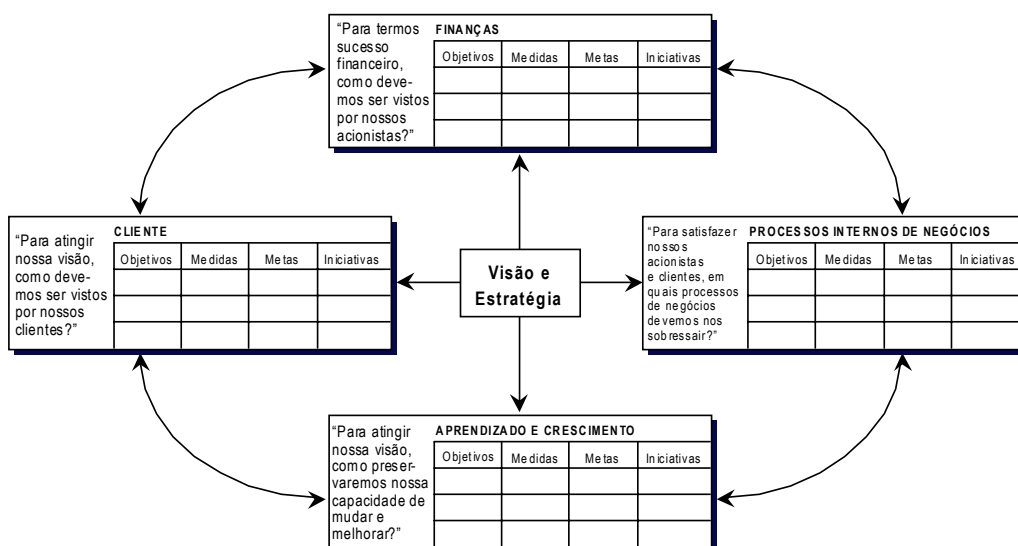 “Para termos
sucesso
financeiro,
como deve-
mos ser vistos
por nossos
acionistas?”
FINANÇAS
Objetivos Medidas Metas Iniciativas
“Para atingir
nossa visão,
como deve-
mos ser vistos
por nossos
clientes?”
CLIENTE
Objetivos Medidas Metas Iniciativas
Visão e
Estratégia
“Para satisfazer
nossos
acionistas
e clientes, em
quais processos
de negócios
devemos nos
sobressair?”
PROCESSOS INTERNOS DE NEGÓCIOS
Objetivos Medidas Metas Iniciativas
“Para atingir
nossa visão,
como preser-
varemos nossa
capacidade de
mudar e
melhorar?”
APRENDIZADO E CRESCIMENTO
Objetivos Medidas Metas Iniciativas